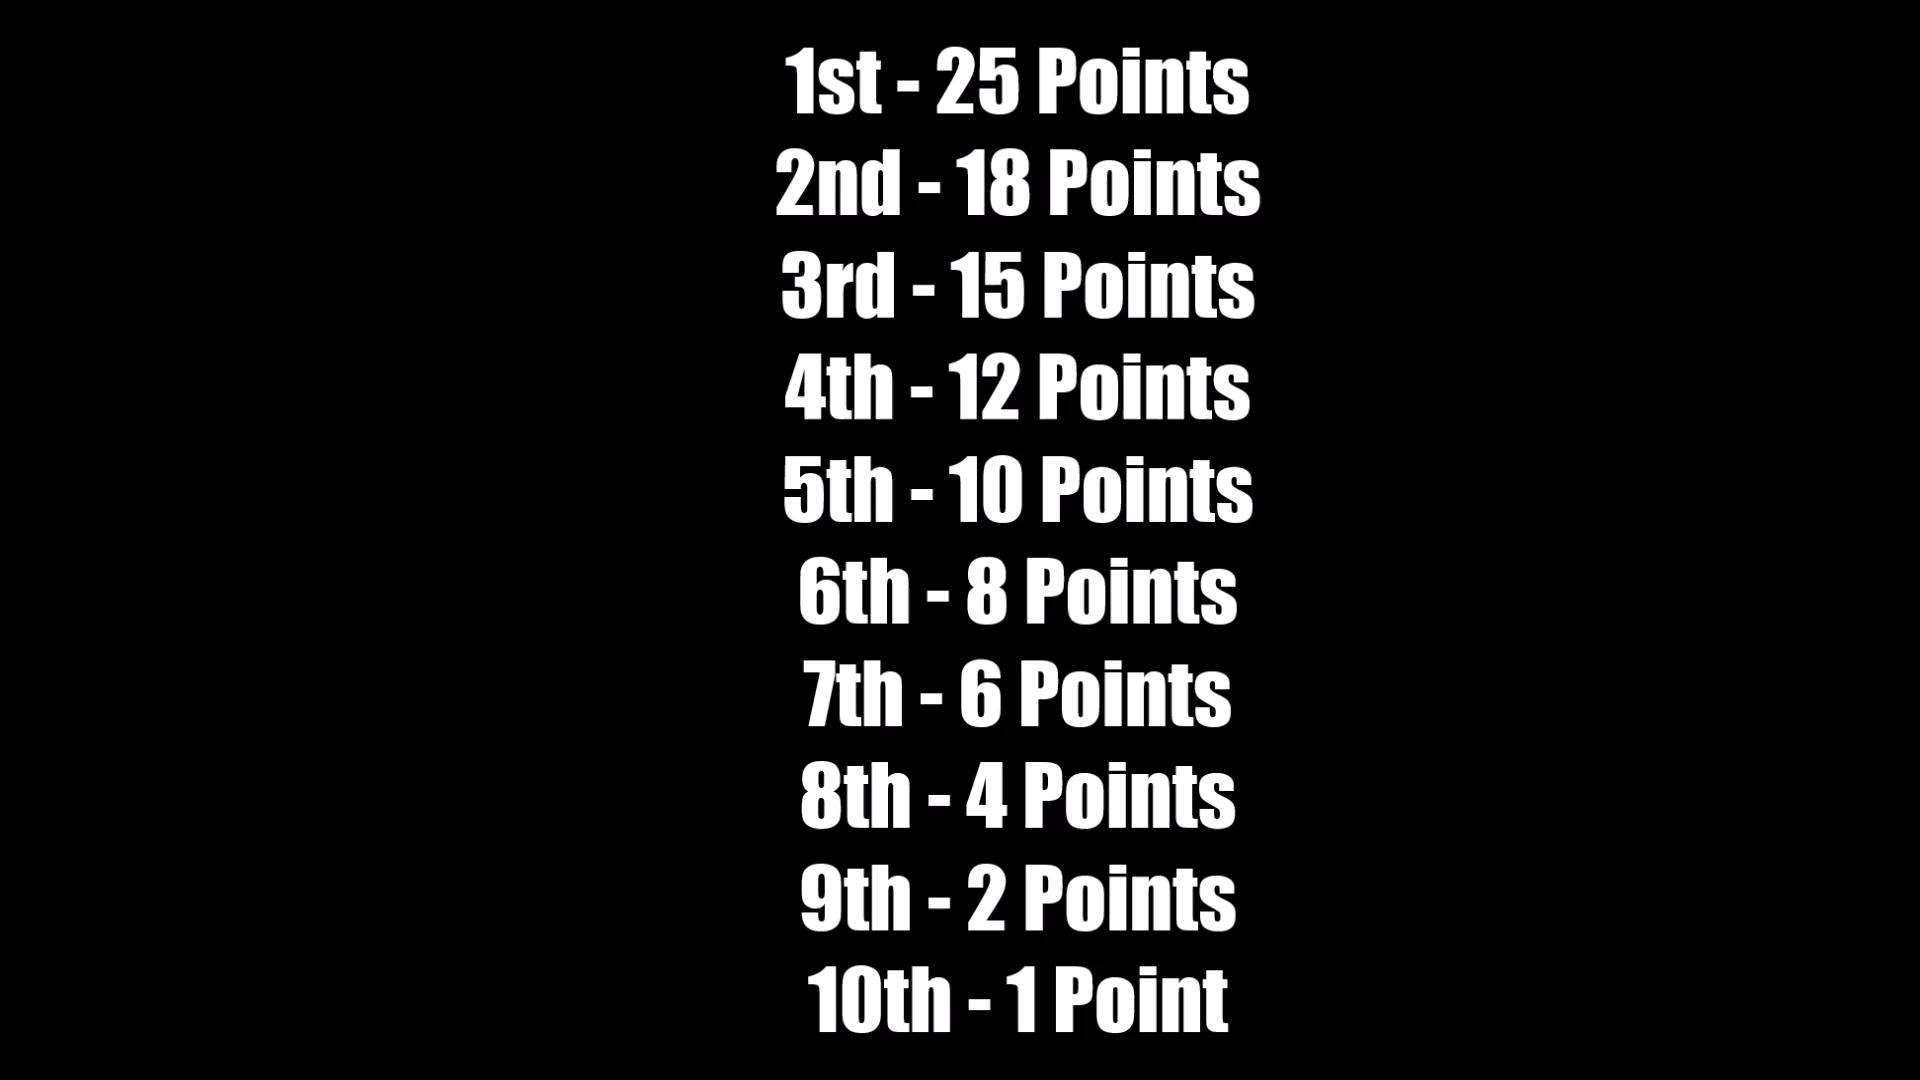 1st - 25 Points
2nd - 18 Points
3rd - 15 Points
4th - 12 Points
5th - 10 Points
6th - 8 Points
7th - 6 Points
8th - 4 Points
9th - 2 Points
10th - 1 Point